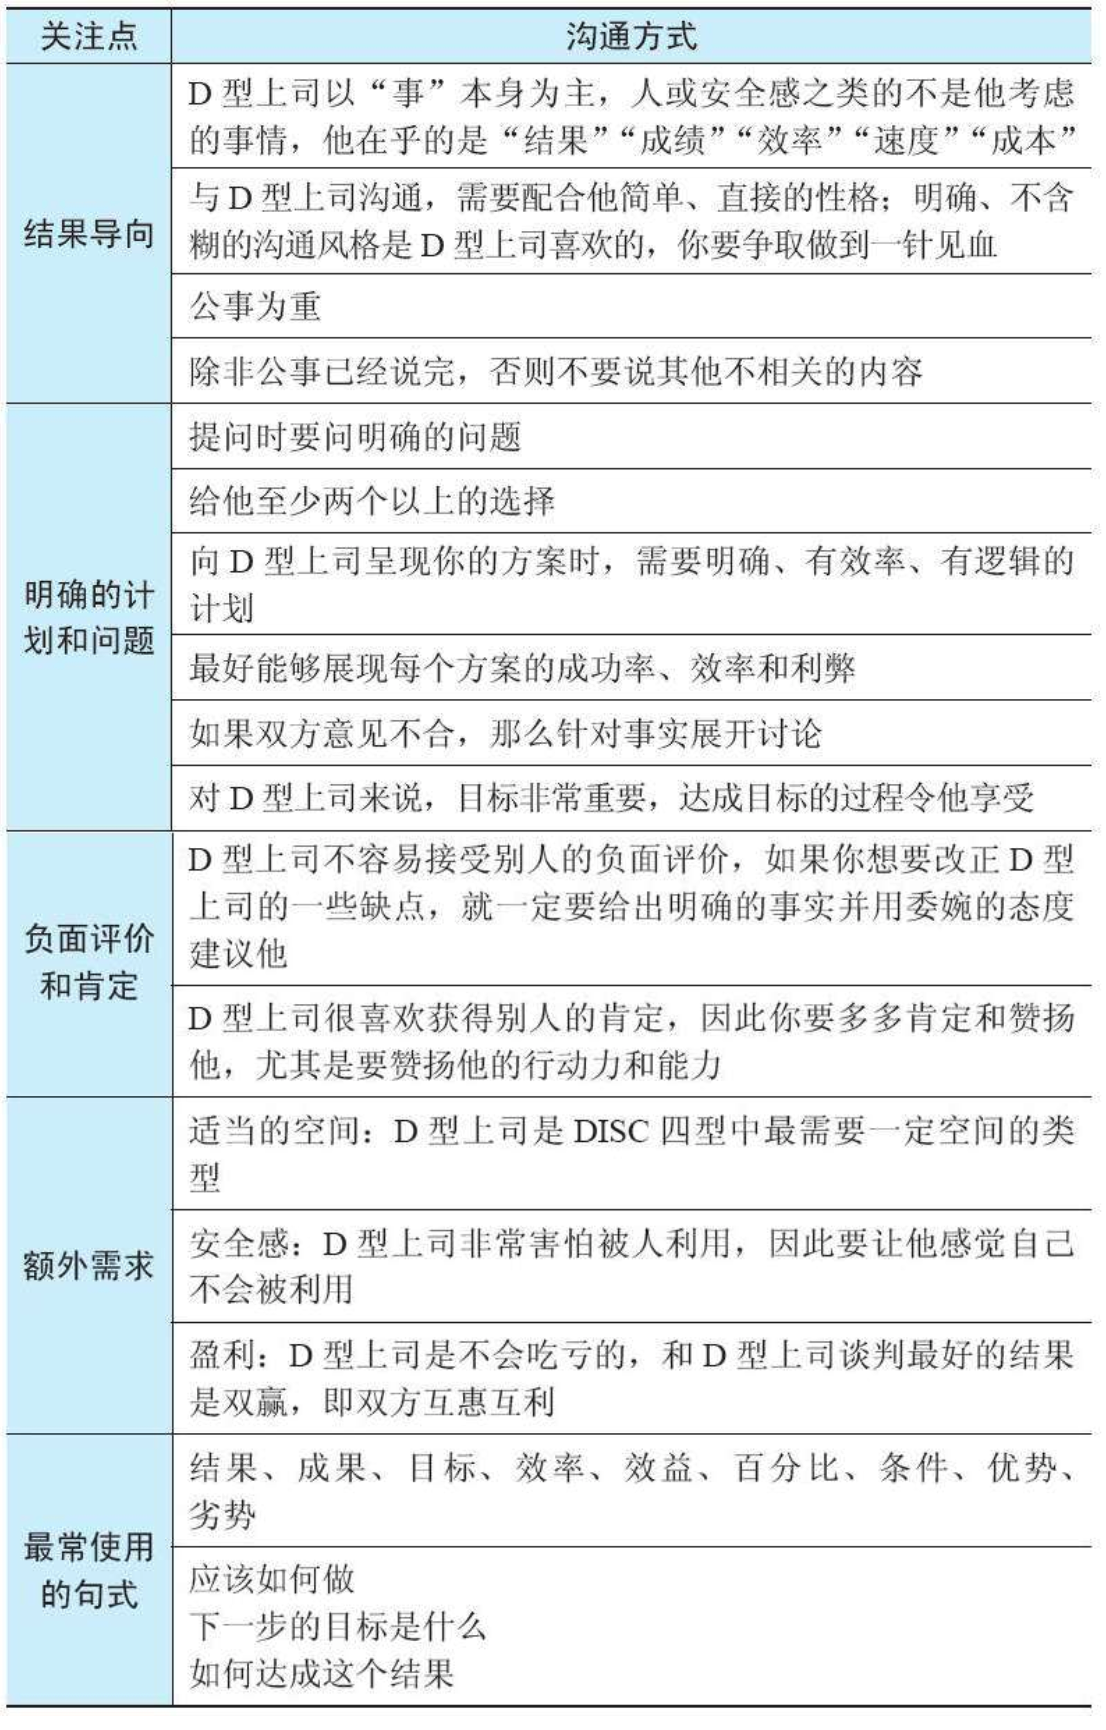 关注点
沟通方式
结果导向
D 型上司以“事”本身为主，人或安全感之类的不是他考虑
的事情，他在乎的是“结果”“成绩”“效率”“速度”“成本”
与 D 型上司沟通，需要配合他简单、直接的性格；明确、不含
糊的沟通风格是 D 型上司喜欢的，你要争取做到一针见血
公事为重
除非公事已经说完，否则不要说其他不相关的内容
明确的计
划和问题
提问时要问明确的问题
给他至少两个以上的选择
向 D 型上司呈现你的方案时，需要明确、有效率、有逻辑的
计划
最好能够展现每个方案的成功率、效率和利弊
如果双方意见不合，那么针对事实展开讨论
对 D 型上司来说，目标非常重要，达成目标的过程令他享受
负面评价
和肯定
D 型上司不容易接受别人的负面评价，如果你想要改正 D 型
上司的一些缺点，就一定要给出明确的事实并用委婉的态度
建议他
D 型上司很喜欢获得别人的肯定，因此你要多多肯定和赞扬
他，尤其是要赞扬他的行动力和能力
额外需求
适当的空间：D 型上司是 DISC 四型中最需要一定空间的类
型
安全感：D 型上司非常害怕被人利用，因此要让他感觉自己
不会被利用
盈利：D 型上司是不会吃亏的，和 D 型上司谈判最好的结果
是双赢，即双方互惠互利
最常使用
的句式
结果、成果、目标、效率、效益、百分比、条件、优势、
劣势
应该如何做
下一步的目标是什么
如何达成这个结果